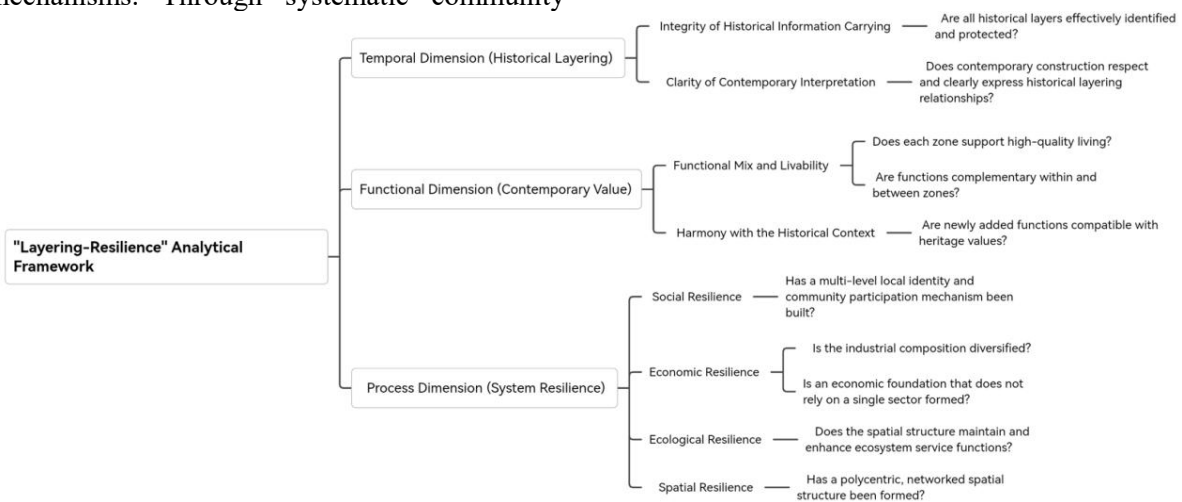 mechanisms. Through systematic community
"Layering-Resilience" Analytical
Framework
Temporal Dimension (Historical Layering)
Integrity of Historical Information Carrying
Are all historical layers effectively identified
and protected?
Clarity of Contemporary Interpretation
Does contemporary construction respect
and clearly express historical layering
relationships?
Functional Dimension (Contemporary Value)
Functional Mix and Livability
Does each zone support high-quality living?
Are functions complementary within and
between zones?
Harmony with the Historical Context
Are newly added functions compatible with
heritage values?
Process Dimension (System Resilience)
Social Resilience
Has a multi-level local identity and
community participation mechanism been
built?
Economic Resilience
Is the industrial composition diversified?
Is an economic foundation that does not
rely on a single sector formed?
Ecological Resilience
Does the spatial structure maintain and
enhance ecosystem service functions?
Spatial Resilience
Has a polycentric, networked spatial
structure been formed?